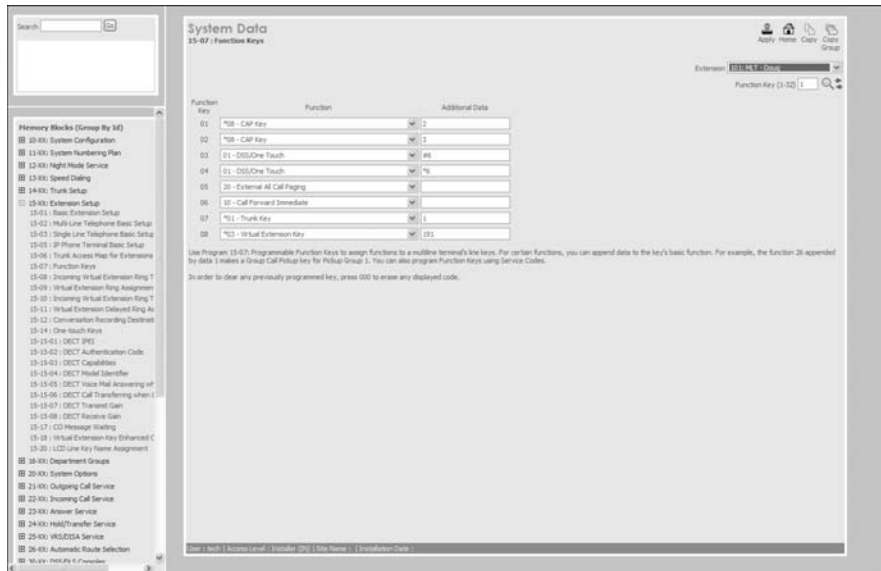 Search:
Go
Memory Blocks (Group By Id)
10-XX: System Configuration
11-XX: System Numbering Plan
12-XX: Night Mode Service
13-XX: Speed Dialing
14-XX: Trunk Setup
15-XX: Extension Setup
15-01 : Basic Extension Setup
15-02 : Multi-Line Telephone Basic Setup
15-03 : Single Line Telephone Basic Setup
15-05 : IP Phone Terminal Basic Setup
15-06 : Trunk Access Map for Extensions
15-07 : Function Keys
15-08 : Incoming Virtual Extension Ring T
15-09 : Virtual Extension Ring Assignmen
15-10 : Incoming Virtual Extension Ring T
15-11 : Virtual Extension Delayed Ring As
15-12 : Conversation Recording Destinati
15-14 : One-touch Keys
15-15-01 : DECT IPEI
15-15-02 : DECT Authentication Code
15-15-03 : DECT Capabilities
15-15-04 : DECT Model Identifier
15-15-05 : DECT Voice Mail Answering wh
15-15-06 : DECT Call Transferring when
15-15-07 : DECT Transmit Gain
15-15-08 : DECT Receive Gain
15-17 : CO Message Waiting
15-18 : Virtual Extension Key Enhanced
15-20 : LCD Line Key Name Assignment
16-XX: Department Groups
20-XX: System Options
21-XX: Outgoing Call Service
22-XX: Incoming Call Service
23-XX: Answer Service
24-XX: Hold/Transfer Service
25-XX: VRS/DISA Service
26-XX: Automatic Route Selection
30-XX: DSS/DLS Consoles
System Data
15-07 : Function Keys
Apply Home Copy Copy Group
Extension 101: MLT - Doug
Function Key (1-32) 1
Function Key Function Additional Data
01 *08 - CAP Key 2
02 *08 - CAP Key 3
03 01 - DSS/One Touch #6
04 01 - DSS/One Touch *6
05 20 - External All Call Paging
06 10 - Call Forward Immediate
07 *01 - Trunk Key 1
08 *03 - Virtual Extension Key 151
Use Program 15-07: Programmable Function Keys to assign functions to a multiline terminal's line keys. For certain functions, you can append data to the key's basic function. For example, the function 26 appended
by data 1 makes a Group Call Pickup key for Pickup Group 1. You can also program Function Keys using Service Codes.
In order to clear any previously programmed key, press 000 to erase any displayed code.
User : tech | Access Level : Installer (IN) | Site Name : | Installation Date :